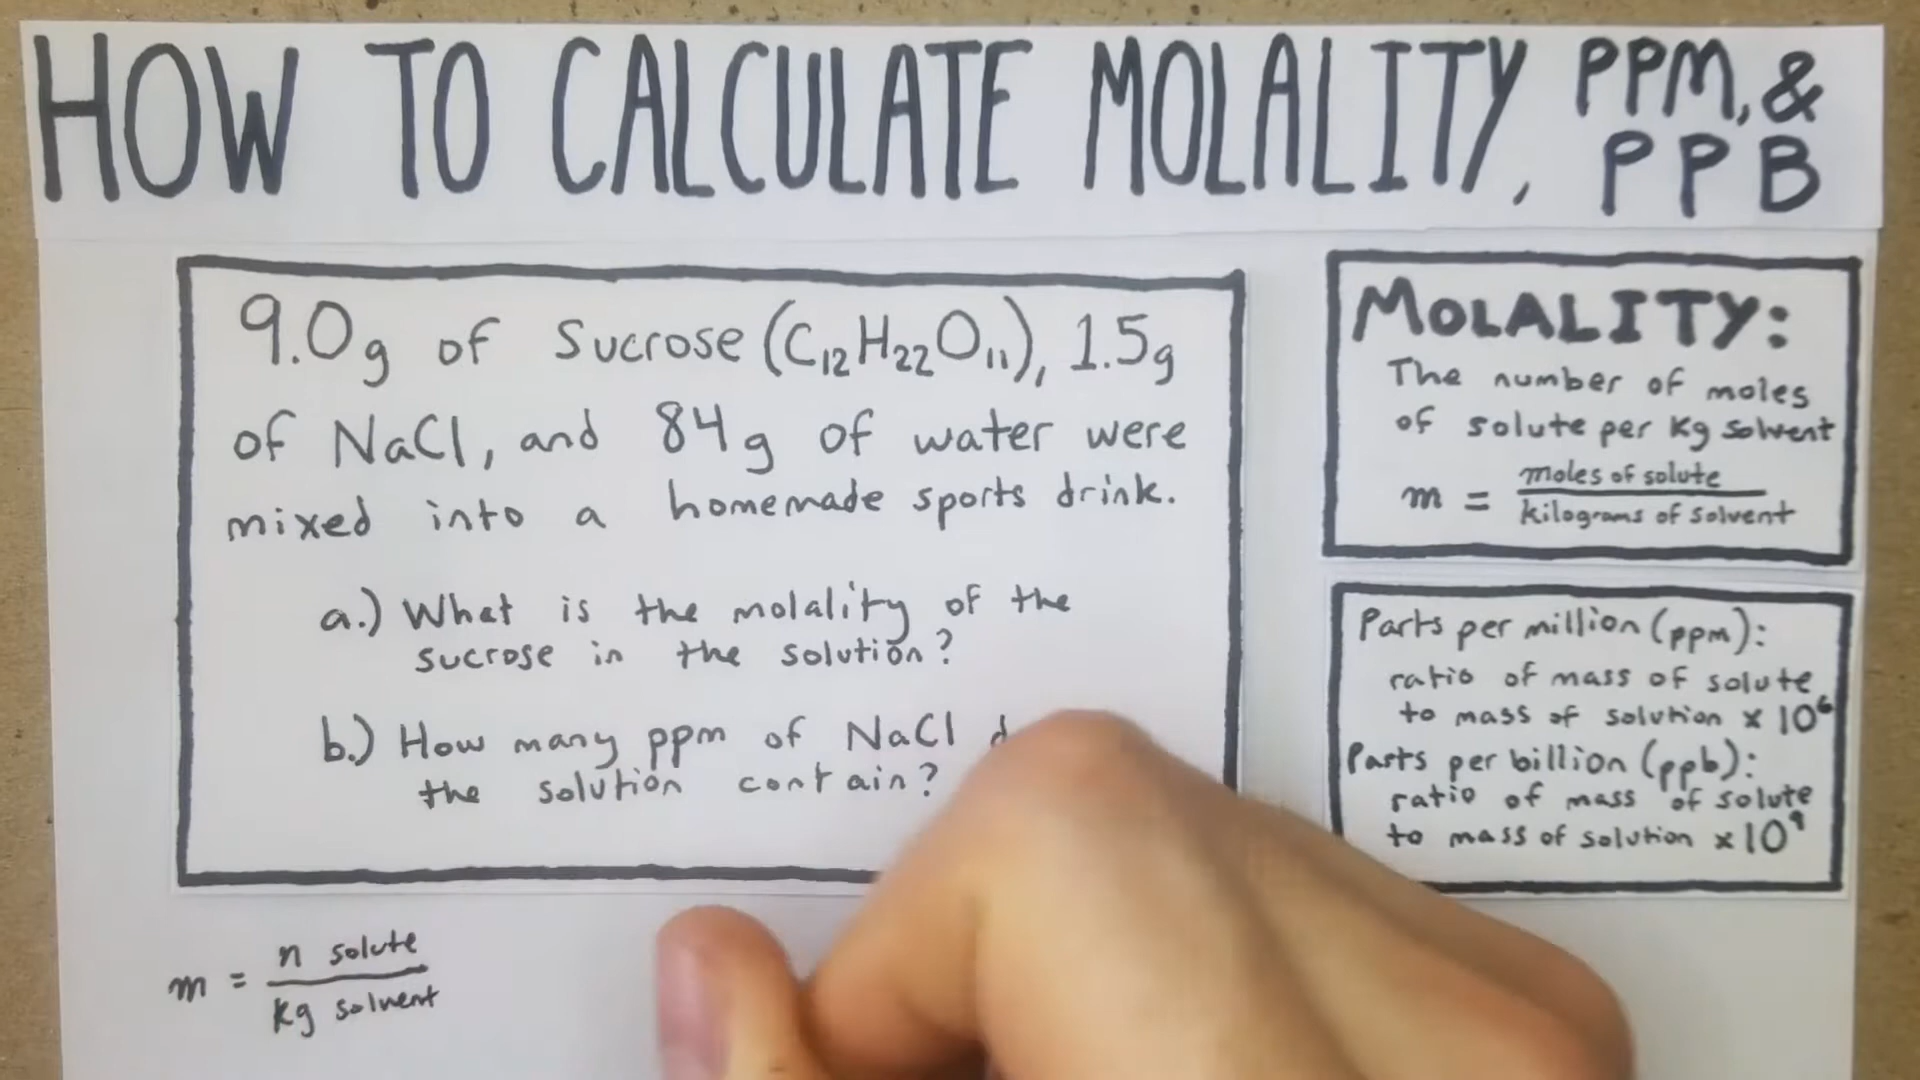 HOW TO CALCULATE MOLALITY, PPM, &
PPB
9.0g of sucrose (C₁₂H₂₂O₁₁), 1.5g
of NaCl, and 84g of water were
mixed into a homemade sports drink.
a.) What is the molality of the
sucrose in the solution?
b.) How many ppm of NaCl
the solution contain?
MOLALITY:
The number of moles
of solute per kg solvent
m = moles of solute
kilograms of solvent
Parts per million (ppm):
ratio of mass of solute
to mass of solution x 10⁶
Parts per billion (ppb):
ratio of mass of solute
to mass of solution x 10⁹
m = n solute
kg solvent